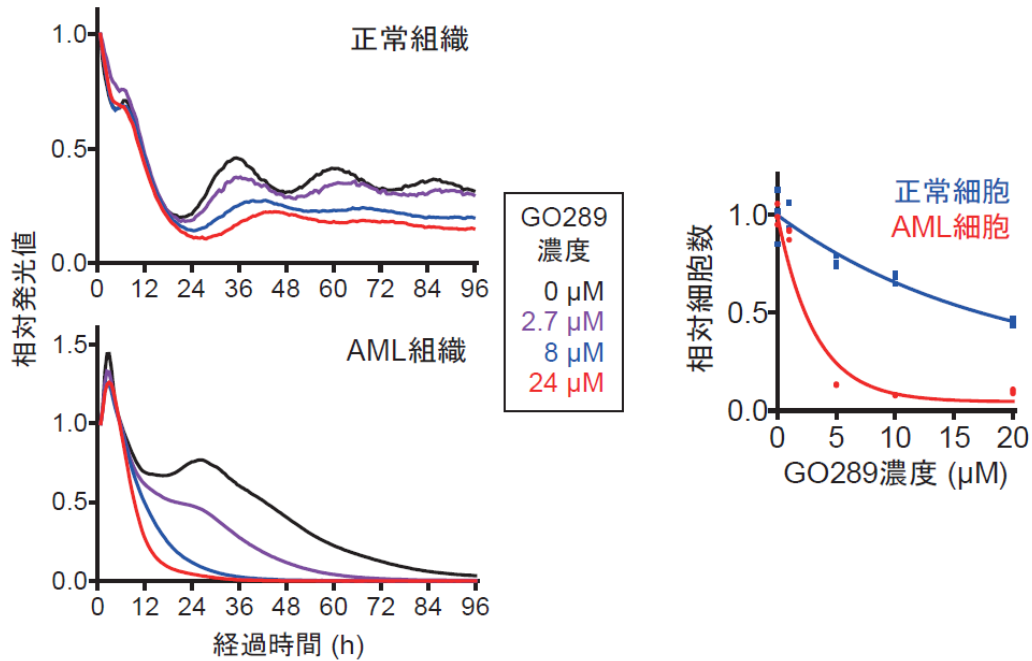 正常組織
1.0
0.5
0.0
0 12 24 36 48 60 72 84 96
相対発光値
AML組織
1.5
1.0
0.5
0.0
0 12 24 36 48 60 72 84 96
経過時間 (h)
GO289
濃度
0 µM
2.7 µM
8 µM
24 µM
正常細胞
AML細胞
相対細胞数
1.0
0.5
0.0
0 5 10 15 20
GO289濃度 (µM)